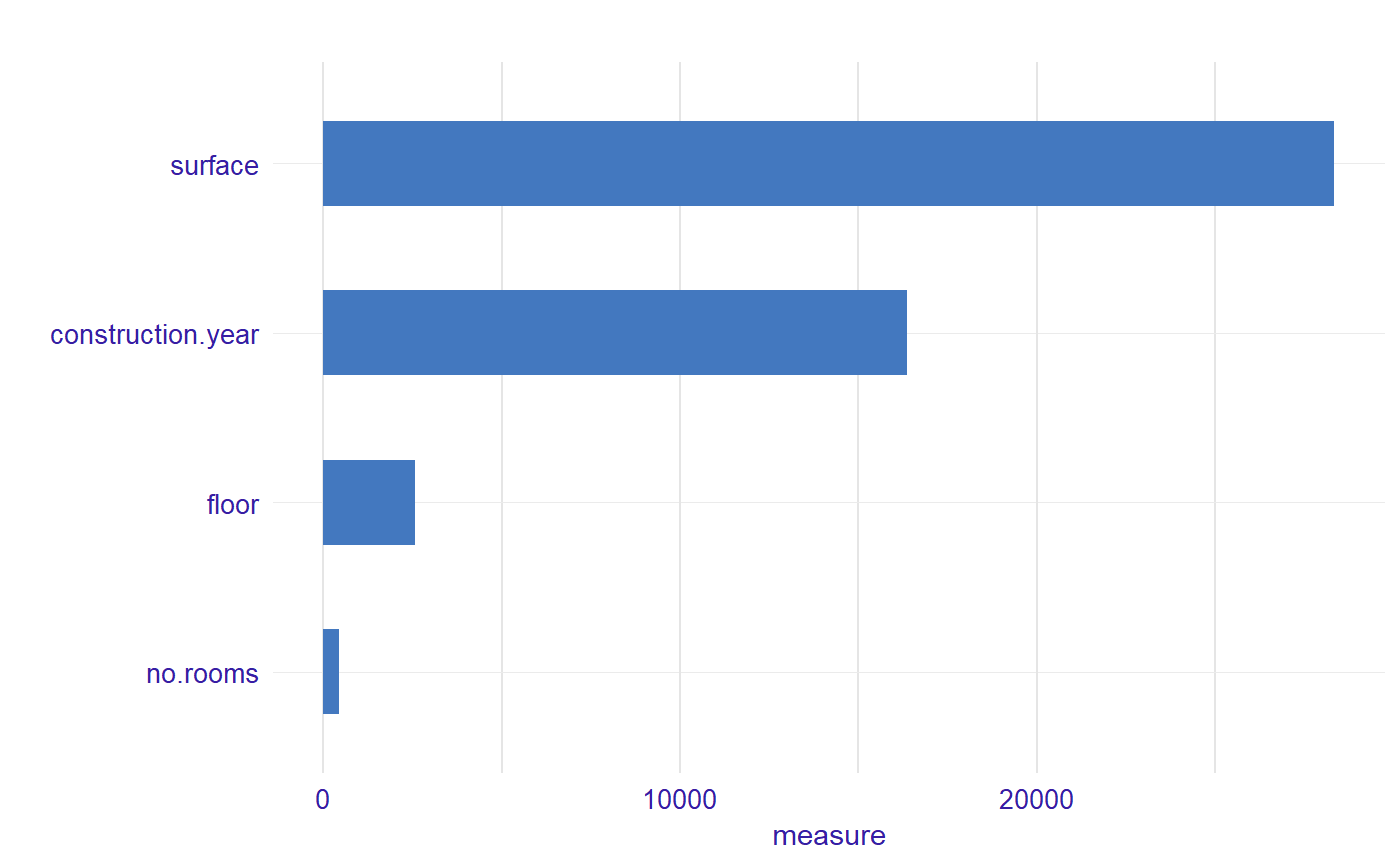 surface
construction.year
floor
no.rooms
0 10000 20000
measure